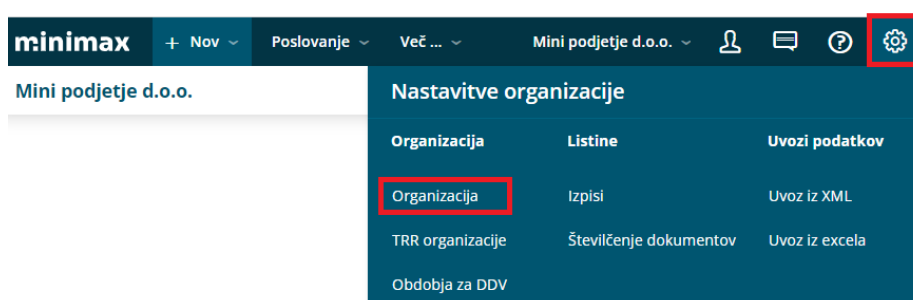 minimax + Nov Poslovanje Več ... Mini podjetje d.o.o.
Mini podjetje d.o.o. Nastavitve organizacije
Organizacija Listine Uvozi podatkov
Organizacija Izpisi Uvoz iz XML
TRR organizacije Številčenje dokumentov Uvoz iz excela
Obdobja za DDV